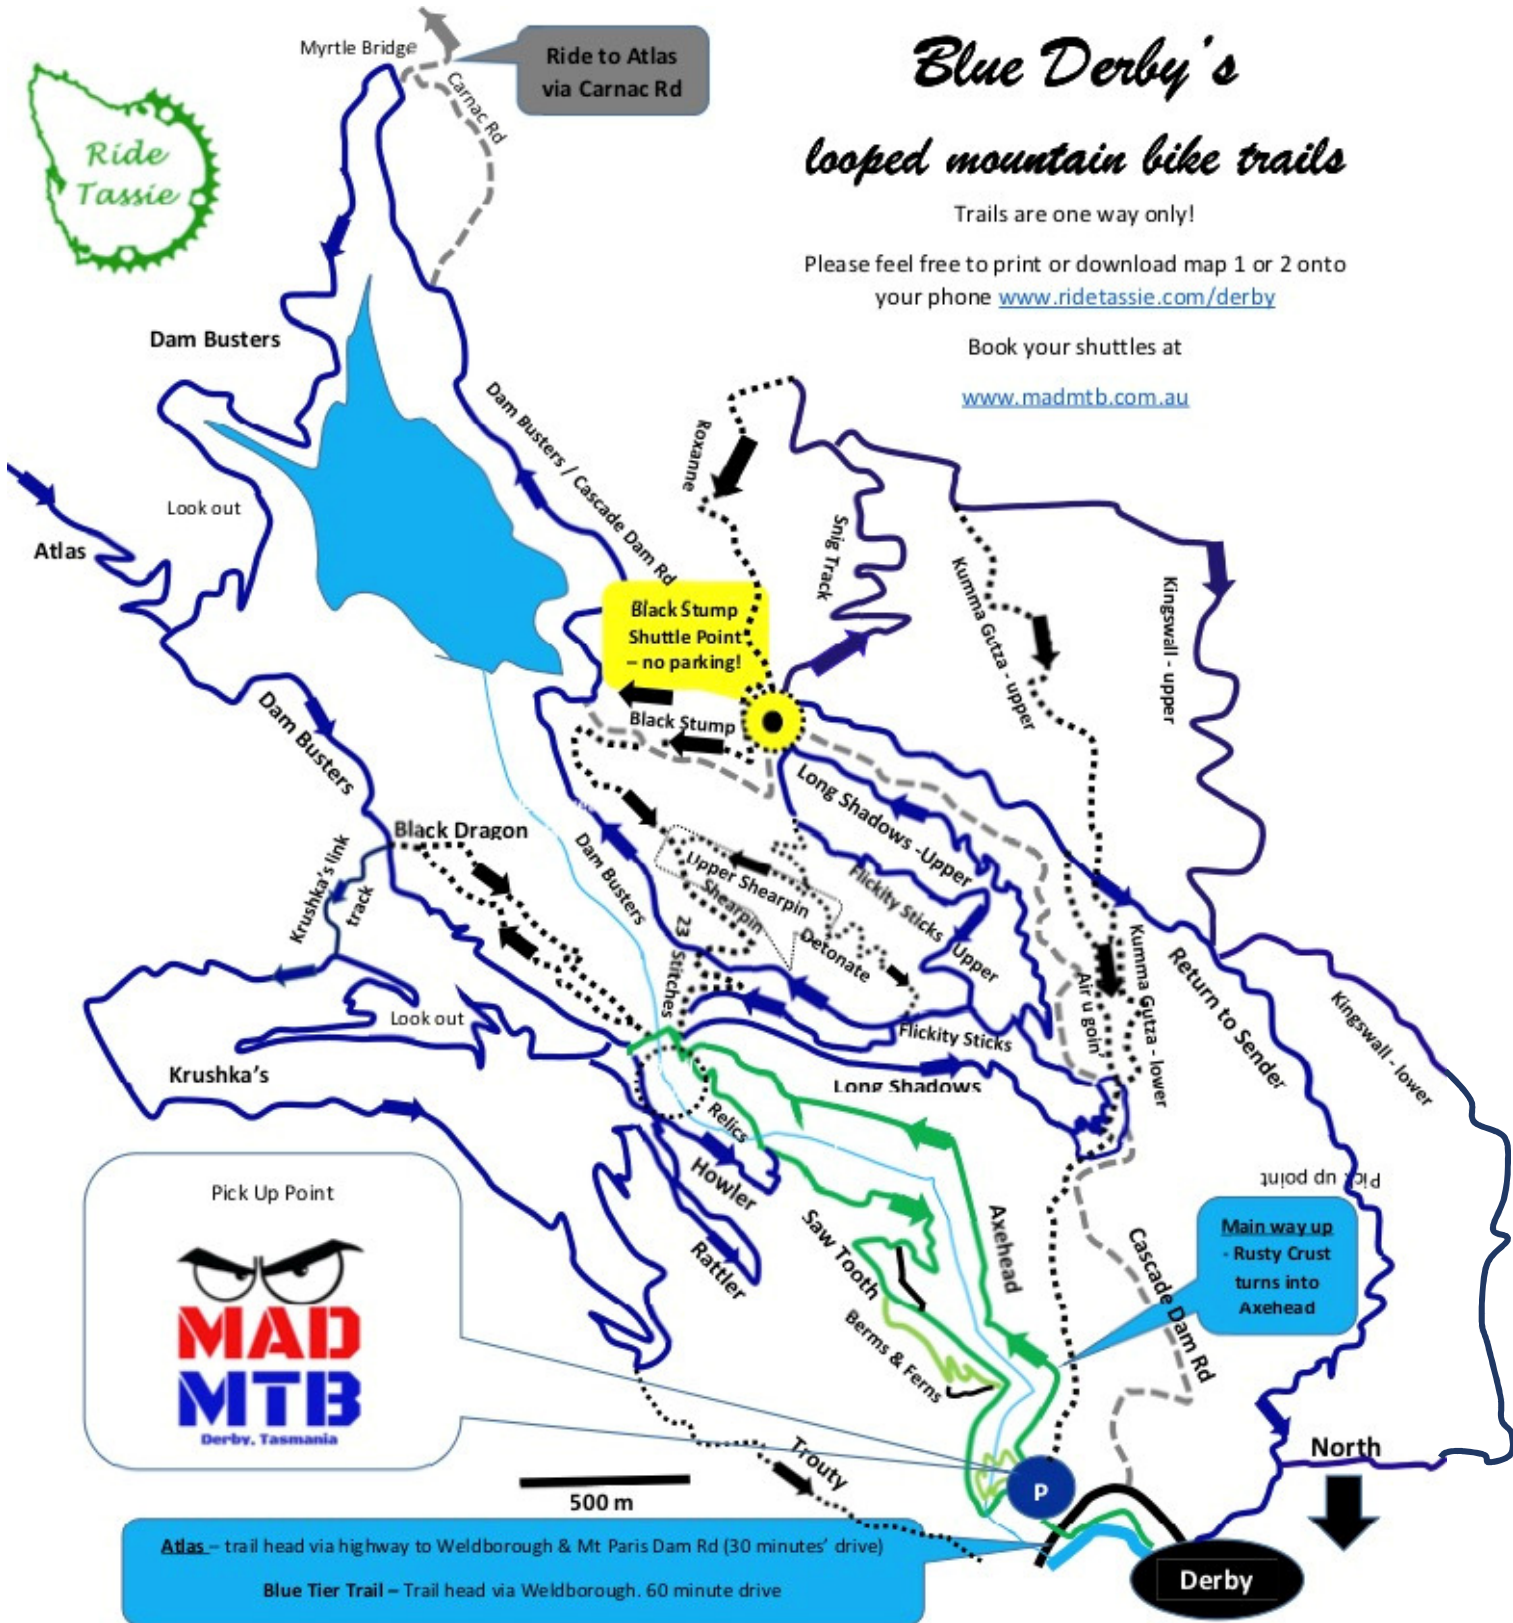 Blue Derby's
looped mountain bike trails
Trails are one way only!
Please feel free to print or download map 1 or 2 onto
your phone www.ridetassie.com/derby
Book your shuttles at
www.madmtb.com.au
Ride
Tassie
Myrtle Bridge
Ride to Atlas
via Carnac Rd
Carnac Rd
Dam Busters
Look out
Atlas
Dam Busters / Cascade Dam Rd
Roxanne
Snig Track
Kumma Gutza - upper
Kingswall - upper
Black Stump
Shuttle Point
– no parking!
Black Stump
Dam Busters
Long Shadows -Upper
Black Dragon
Krushka's link
track
Dam Busters
Upper Shearpin
Shearpin
Flickity Sticks - Upper
23 Stitches
Detonate
Air u goin'
Kumma Gutza - lower
Return to Sender
Kingswall - lower
Look out
Flickity Sticks
Krushka's
Long Shadows
Relics
Howler
Rattler
Saw Tooth
Axehead
Berms & Ferns
Cascade Dam Rd
Pick up point
Main way up
- Rusty Crust
turns into
Axehead
Pick Up Point
MAD
MTB
Derby, Tasmania
500 m
Trouty
P
North
Derby
Atlas – trail head via highway to Weldborough & Mt Paris Dam Rd (30 minutes' drive)
Blue Tier Trail – Trail head via Weldborough. 60 minute drive